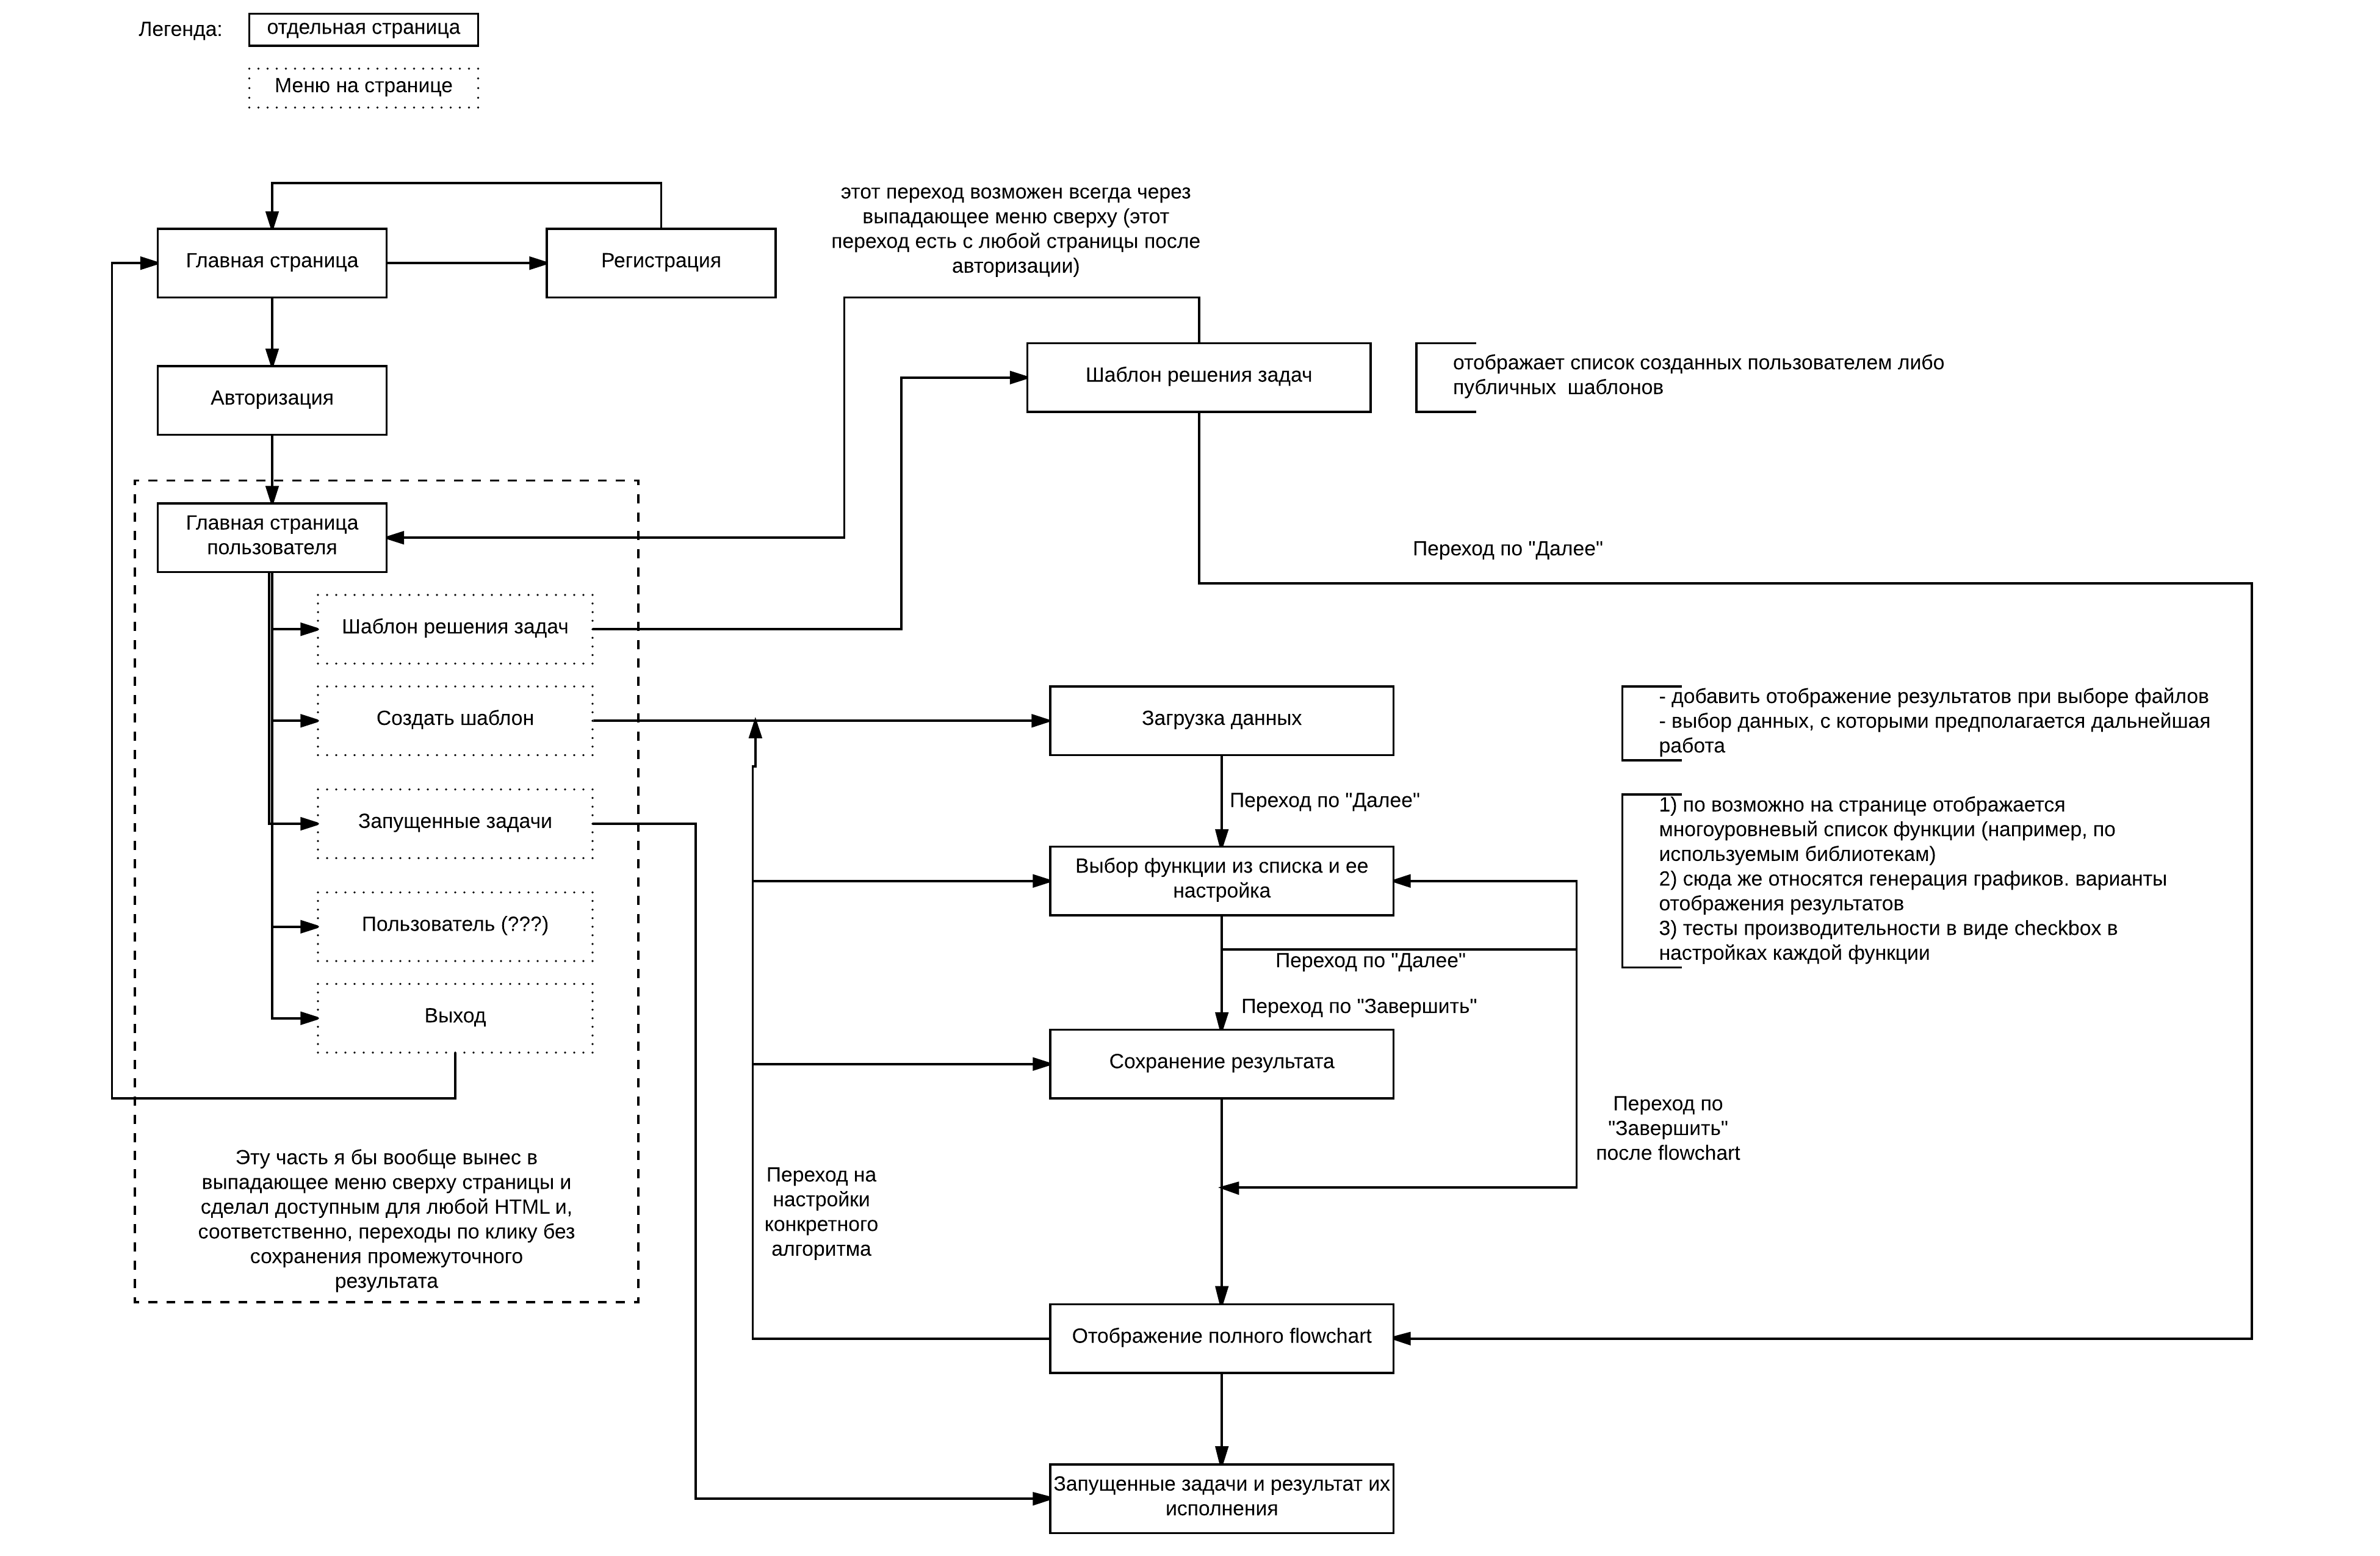 Легенда:
отдельная страница
Меню на странице
этот переход возможен всегда через
выпадающее меню сверху (этот
переход есть с любой страницы после
авторизации)
Главная страница
Регистрация
Шаблон решения задач
отображает список созданных пользователем либо
публичных  шаблонов
Авторизация
Главная страница
пользователя
Переход по "Далее"
Шаблон решения задач
Создать шаблон
Загрузка данных
- добавить отображение результатов при выборе файлов
- выбор данных, с которыми предполагается дальнейшая
работа
Запущенные задачи
Переход по "Далее"
1) по возможно на странице отображается
многоуровневый список функции (например, по
используемым библиотекам)
2) сюда же относятся генерация графиков. варианты
отображения результатов
3) тесты производительности в виде checkbox в
настройках каждой функции
Выбор функции из списка и ее
настройка
Пользователь (???)
Переход по "Далее"
Переход по "Завершить"
Выход
Сохранение результата
Переход по
"Завершить"
после flowchart
Эту часть я бы вообще вынес в
выпадающее меню сверху страницы и
сделал доступным для любой HTML и,
соответственно, переходы по клику без
сохранения промежуточного
результата
Переход на
настройки
конкретного
алгоритма
Отображение полного flowchart
Запущенные задачи и результат их
исполнения